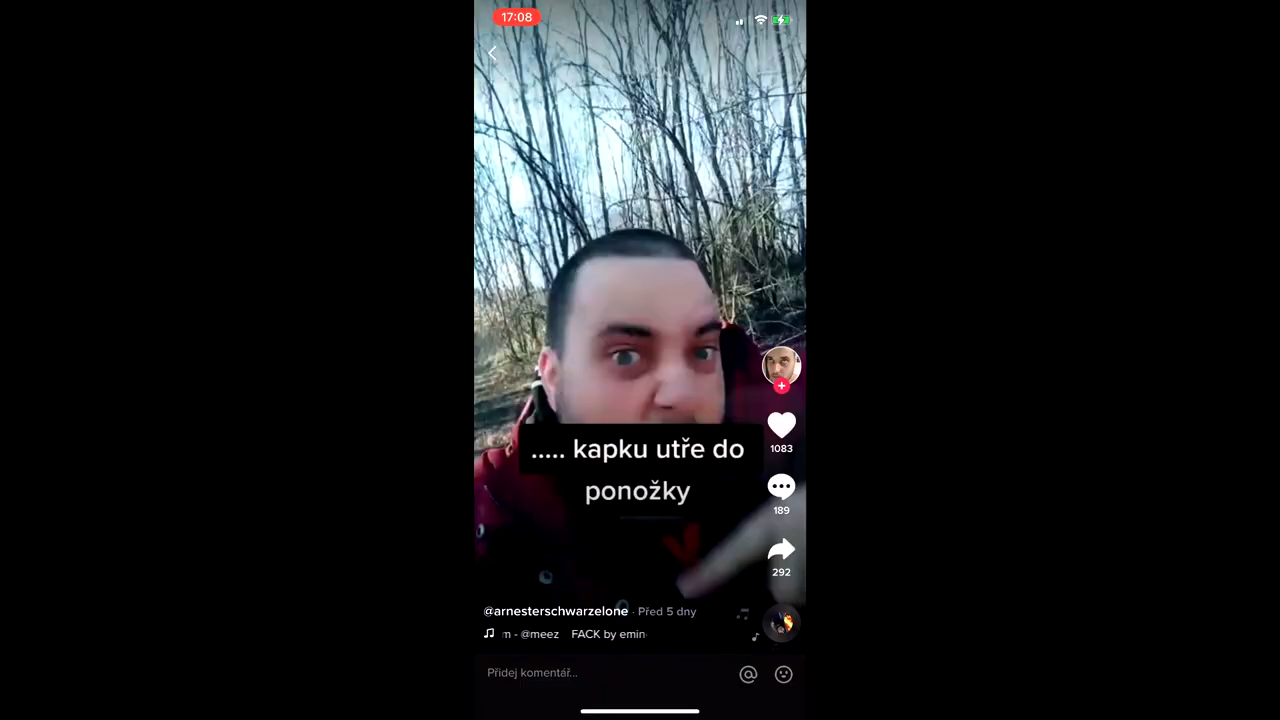 17:08
..... kapku utře do
ponožky
1083
189
292
@arnesterschwarzelone · Před 5 dny
m - @meez FACK by emin
Přidej komentář...